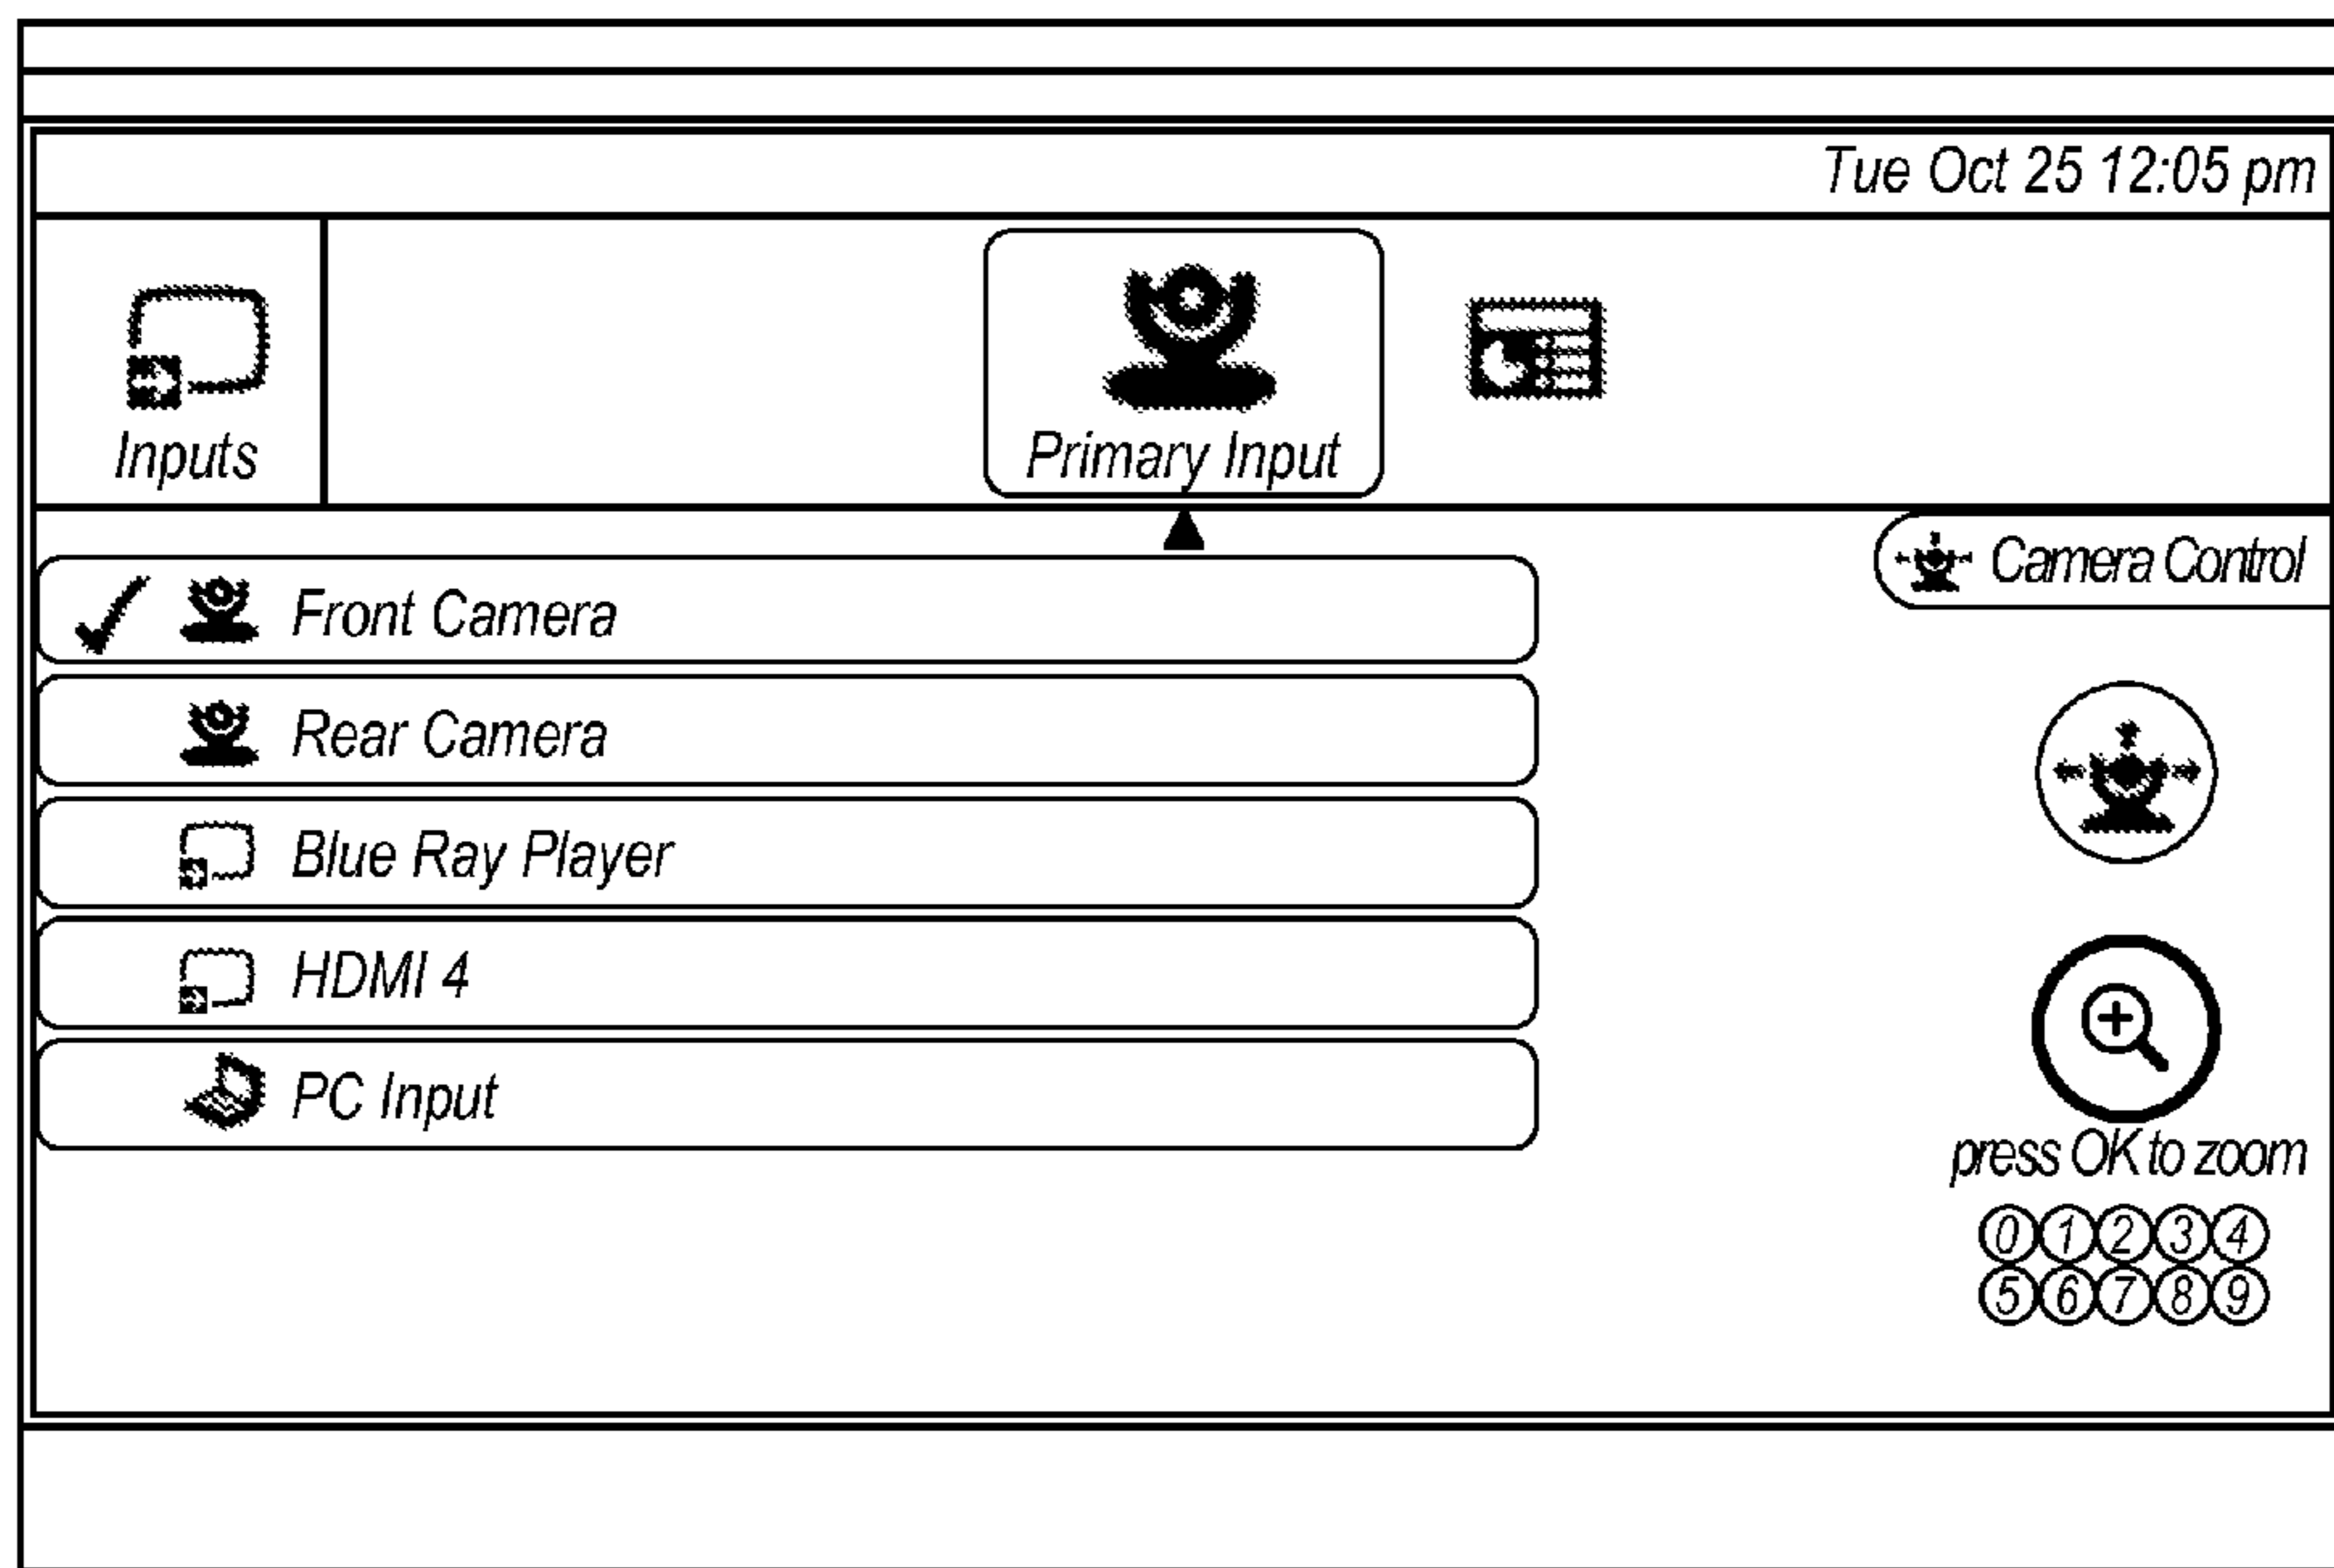 Tue Oct 25 12:05 pm
Inputs
Primary Input
Camera Control
Front Camera
Rear Camera
Blue Ray Player
HDMI 4
PC Input
press OK to zoom
0 1 2 3 4
5 6 7 8 9